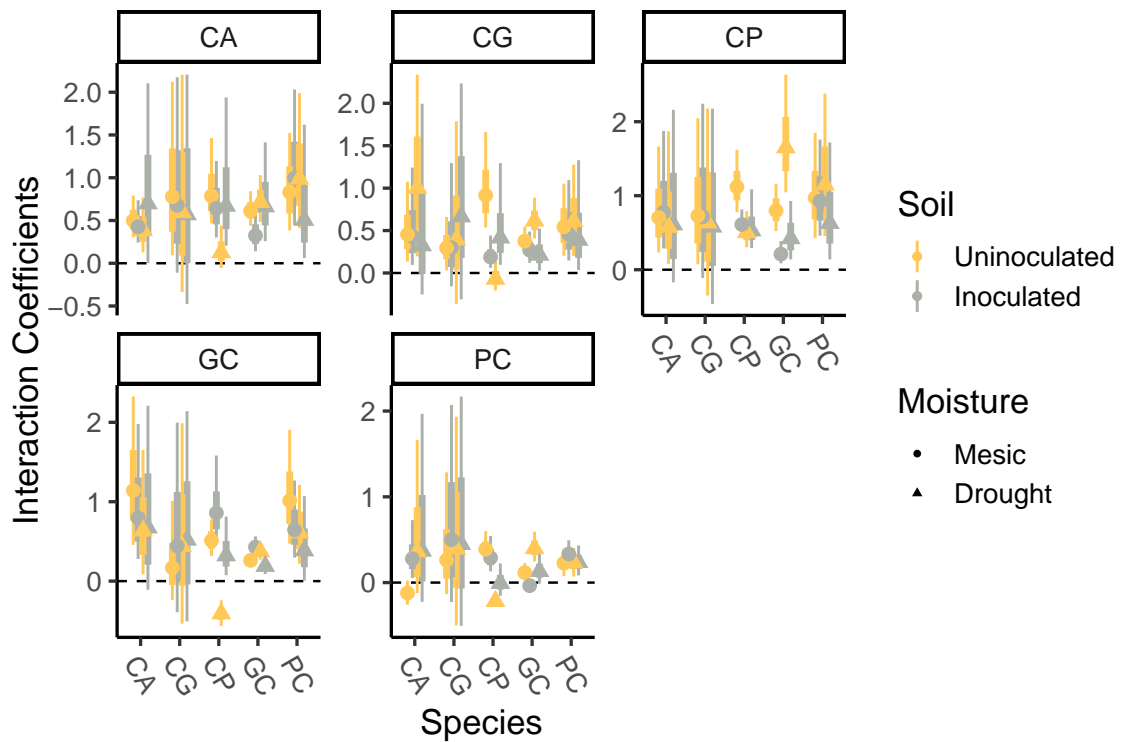 CA
CG
CP
2.0
1.5
1.0
0.5
0.0
−0.5
2.0
1.5
1.0
0.5
0.0
2
1
0
CA
CG
CP
GC
PC
GC
PC
2
1
0
2
1
0
CA
CG
CP
GC
PC
CA
CG
CP
GC
PC
Interaction Coefficients
Species
Soil
Uninoculated
Inoculated
Moisture
Mesic
Drought